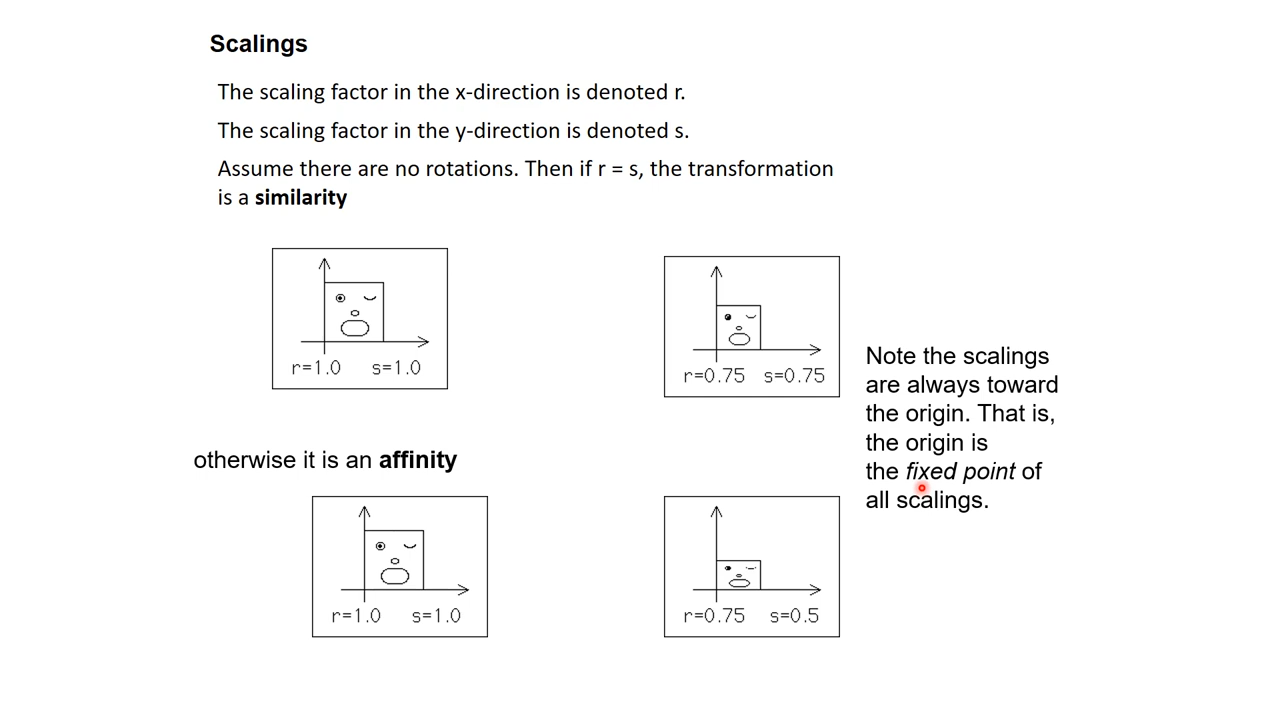 Scalings
The scaling factor in the x-direction is denoted r.
The scaling factor in the y-direction is denoted s.
Assume there are no rotations. Then if r = s, the transformation
is a similarity
r=1.0 s=1.0
r=0.75 s=0.75
Note the scalings
are always toward
the origin. That is,
the origin is
the fixed point of
all scalings.
otherwise it is an affinity
r=1.0 s=1.0
r=0.75 s=0.5